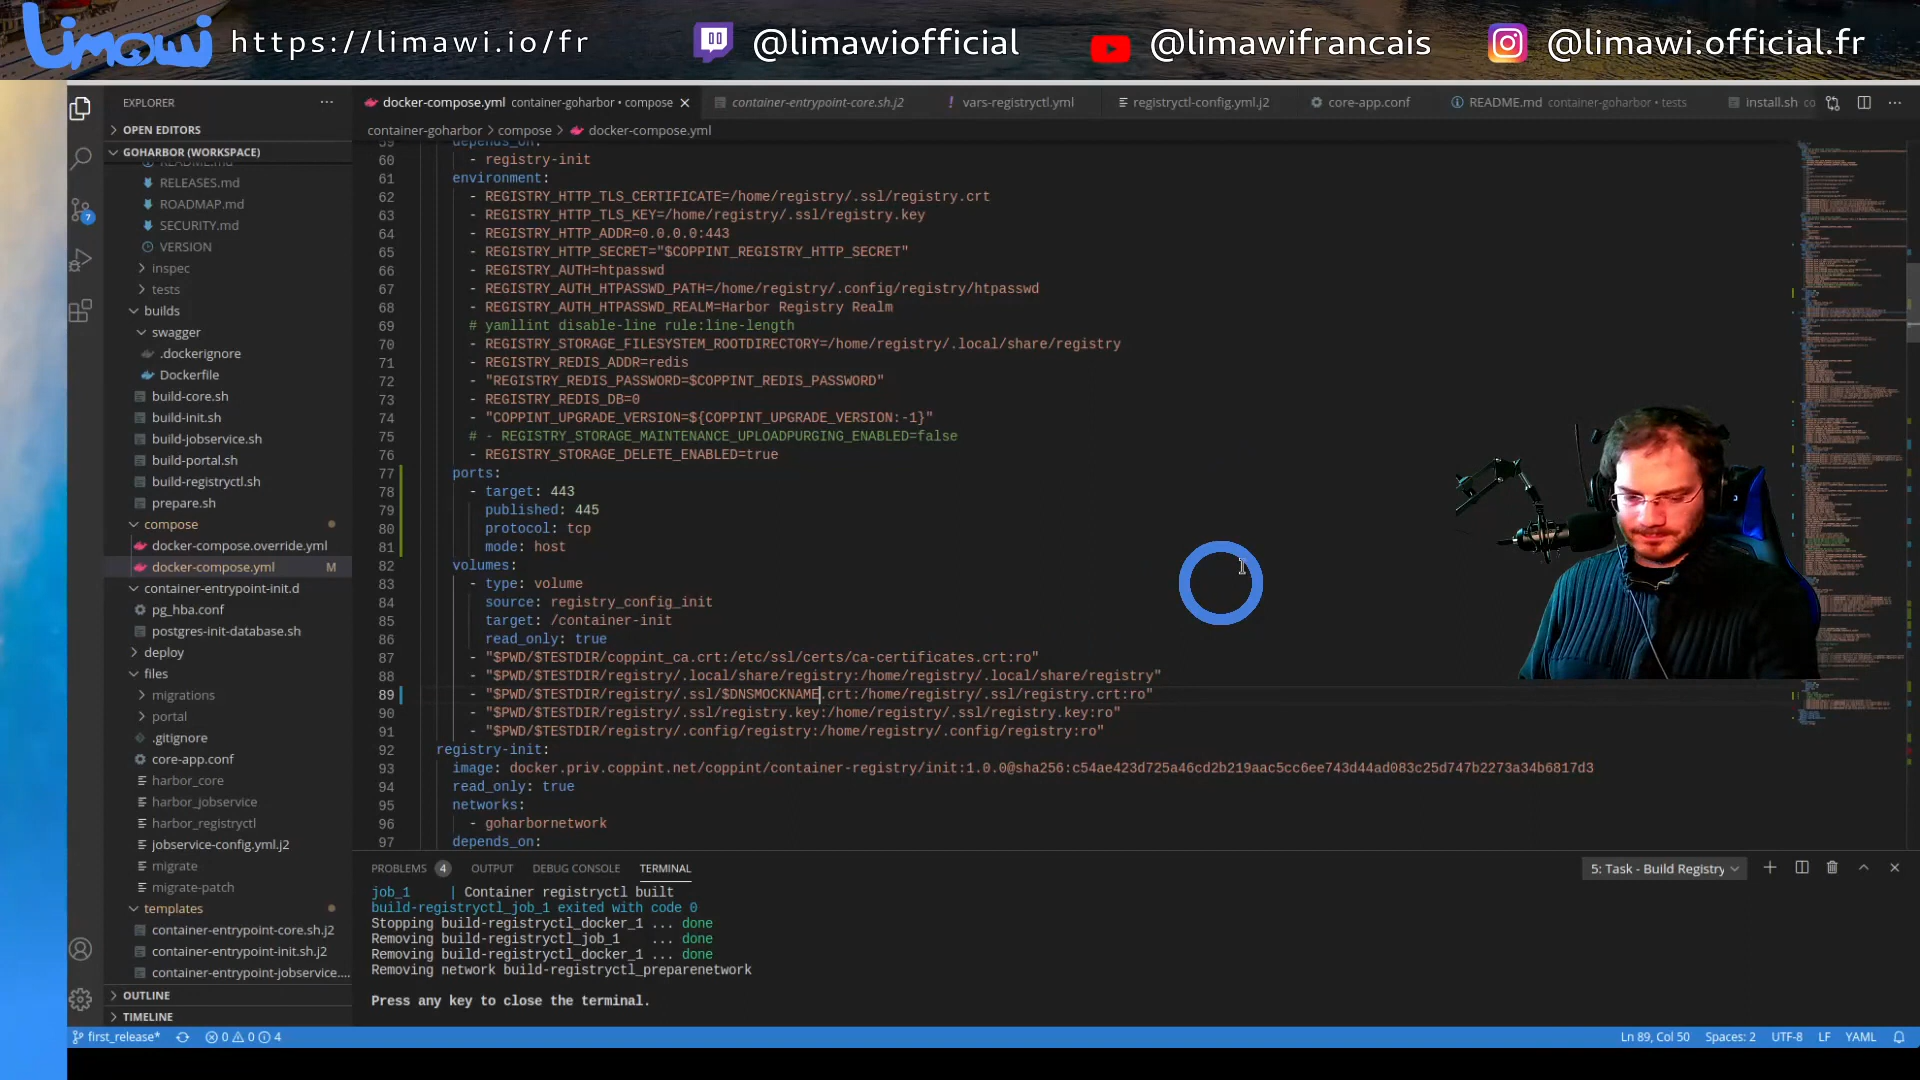 Limawi https://limawi.io/fr @limawiofficial @limawifrancais @limawi.official.fr
EXPLORER
OPEN EDITORS
GOHARBOR (WORKSPACE)
README.md
RELEASES.md
ROADMAP.md
SECURITY.md
VERSION
inspec
tests
builds
swagger
.dockerignore
Dockerfile
build-core.sh
build-init.sh
build-jobservice.sh
build-portal.sh
build-registryctl.sh
prepare.sh
compose
docker-compose.override.yml
docker-compose.yml M
container-entrypoint-init.d
pg_hba.conf
postgres-init-database.sh
deploy
files
migrations
portal
.gitignore
core-app.conf
harbor_core
harbor_jobservice
harbor_registryctl
jobservice-config.yml.j2
migrate
migrate-patch
templates
container-entrypoint-core.sh.j2
container-entrypoint-init.sh.j2
container-entrypoint-jobservice....
OUTLINE
TIMELINE
7
docker-compose.yml container-goharbor • compose
container-entrypoint-core.sh.j2
! vars-registryctl.yml
registryctl-config.yml.j2
core-app.conf
README.md container-goharbor • tests
install.sh co
container-goharbor > compose > docker-compose.yml
59 depends_on:
60 - registry-init
61 environment:
62 - REGISTRY_HTTP_TLS_CERTIFICATE=/home/registry/.ssl/registry.crt
63 - REGISTRY_HTTP_TLS_KEY=/home/registry/.ssl/registry.key
64 - REGISTRY_HTTP_ADDR=0.0.0.0:443
65 - REGISTRY_HTTP_SECRET="$COPPINT_REGISTRY_HTTP_SECRET"
66 - REGISTRY_AUTH=htpasswd
67 - REGISTRY_AUTH_HTPASSWD_PATH=/home/registry/.config/registry/htpasswd
68 - REGISTRY_AUTH_HTPASSWD_REALM=Harbor Registry Realm
69 # yamllint disable-line rule:line-length
70 - REGISTRY_STORAGE_FILESYSTEM_ROOTDIRECTORY=/home/registry/.local/share/registry
71 - REGISTRY_REDIS_ADDR=redis
72 - "REGISTRY_REDIS_PASSWORD=$COPPINT_REDIS_PASSWORD"
73 - REGISTRY_REDIS_DB=0
74 - "COPPINT_UPGRADE_VERSION=${COPPINT_UPGRADE_VERSION:-1}"
75 # - REGISTRY_STORAGE_MAINTENANCE_UPLOADPURGING_ENABLED=false
76 - REGISTRY_STORAGE_DELETE_ENABLED=true
77 ports:
78 - target: 443
79 published: 445
80 protocol: tcp
81 mode: host
82 volumes:
83 - type: volume
84 source: registry_config_init
85 target: /container-init
86 read_only: true
87 - "$PWD/$TESTDIR/coppint_ca.crt:/etc/ssl/certs/ca-certificates.crt:ro"
88 - "$PWD/$TESTDIR/registry/.local/share/registry:/home/registry/.local/share/registry"
89 - "$PWD/$TESTDIR/registry/.ssl/$DNSMOCKNAME.crt:/home/registry/.ssl/registry.crt:ro"
90 - "$PWD/$TESTDIR/registry/.ssl/registry.key:/home/registry/.ssl/registry.key:ro"
91 - "$PWD/$TESTDIR/registry/.config/registry:/home/registry/.config/registry:ro"
92 registry-init:
93 image: docker.priv.coppint.net/coppint/container-registry/init:1.0.0@sha256:c54ae423d725a46cd2b219aac5cc6ee743d44ad083c25d747b2273a34b6817d3
94 read_only: true
95 networks:
96 - goharbornetwork
97 depends_on:
PROBLEMS 4 OUTPUT DEBUG CONSOLE TERMINAL 5: Task - Build Registry
job_1 | Container registryctl built
build-registryctl_job_1 exited with code 0
Stopping build-registryctl_docker_1 ... done
Removing build-registryctl_job_1 ... done
Removing build-registryctl_docker_1 ... done
Removing network build-registryctl_preparenetwork
Press any key to close the terminal.
first_release* 0 0 4 Ln 89, Col 50 Spaces: 2 UTF-8 LF YAML